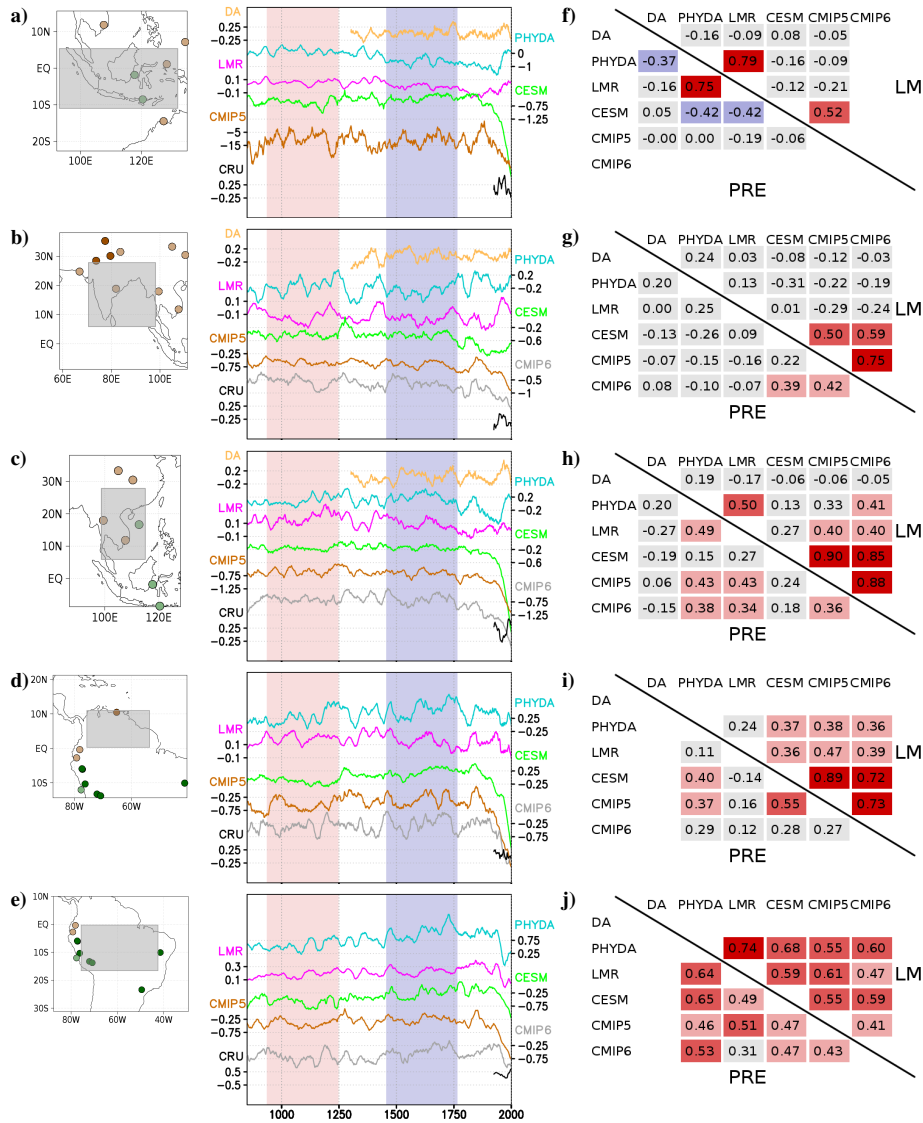 a)
10N
EQ
10S
20S
100E 120E
DA
0.25
−0.25
PHYDA
0
−1
LMR
0.1
−0.1
CESM
−0.75
−1.25
CMIP5
−5
−15
CRU
0.25
−0.25
f)
DA PHYDA LMR CESM CMIP5 CMIP6
DA -0.16 -0.09 0.08 -0.05
PHYDA -0.37 0.79 -0.16 -0.09
LMR -0.16 0.75 -0.12 -0.21
CESM 0.05 -0.42 -0.42 0.52
CMIP5 -0.00 0.00 -0.19 -0.06
CMIP6
LM
PRE
b)
30N
20N
10N
EQ
60E 80E 100E
DA
0.2
−0.2
PHYDA
0.2
−0.2
LMR
0.1
−0.1
CESM
−0.2
−0.6
CMIP5
−0.25
−0.75
CMIP6
−0.5
−1
CRU
0.25
−0.25
g)
DA PHYDA LMR CESM CMIP5 CMIP6
DA 0.24 0.03 -0.08 -0.12 -0.03
PHYDA 0.20 0.13 -0.31 -0.22 -0.19
LMR 0.00 0.25 0.01 -0.29 -0.24
CESM -0.13 -0.26 0.09 0.50 0.59
CMIP5 -0.07 -0.15 -0.16 0.22 0.75
CMIP6 0.08 -0.10 -0.07 0.39 0.42
LM
PRE
c)
30N
20N
10N
EQ
100E 120E
DA
0.2
−0.2
PHYDA
0.2
−0.2
LMR
0.1
−0.1
CESM
−0.2
−0.6
CMIP5
−0.25
−0.75
CMIP6
−0.75
−1.25
CRU
0.25
−0.25
h)
DA PHYDA LMR CESM CMIP5 CMIP6
DA 0.19 -0.17 -0.06 -0.06 -0.05
PHYDA 0.20 0.50 0.13 0.33 0.41
LMR -0.27 0.49 0.27 0.40 0.40
CESM -0.19 0.15 0.27 0.90 0.85
CMIP5 0.06 0.43 0.43 0.24 0.88
CMIP6 -0.15 0.38 0.34 0.18 0.36
LM
PRE
d)
20N
10N
EQ
10S
80W 60W
PHYDA
0.25
−0.25
LMR
0.1
−0.1
CESM
0.25
−0.25
CMIP5
−0.25
−0.75
CMIP6
−0.25
−0.75
CRU
0.25
−0.25
i)
DA PHYDA LMR CESM CMIP5 CMIP6
DA
PHYDA 0.24 0.37 0.38 0.36
LMR 0.11 0.36 0.47 0.39
CESM 0.40 -0.14 0.89 0.72
CMIP5 0.37 0.16 0.55 0.73
CMIP6 0.29 0.12 0.28 0.27
LM
PRE
e)
10N
EQ
10S
20S
30S
80W 60W 40W
PHYDA
0.75
0.25
LMR
0.3
0.1
CESM
−0.25
−0.75
CMIP5
−0.25
−0.75
CMIP6
−0.25
−0.75
CRU
0.5
−0.5
1000 1250 1500 1750 2000
j)
DA PHYDA LMR CESM CMIP5 CMIP6
DA
PHYDA 0.74 0.68 0.55 0.60
LMR 0.64 0.59 0.61 0.47
CESM 0.65 0.49 0.55 0.59
CMIP5 0.46 0.51 0.47 0.41
CMIP6 0.53 0.31 0.47 0.43
LM
PRE